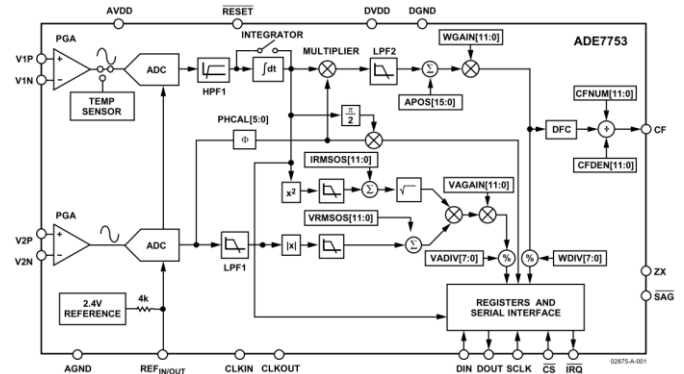 AVDD RESET DVDD DGND
INTEGRATOR
WGAIN[11:0]
ADE7753
PGA
MULTIPLIER
LPF2
V1P
V1N
+
−
ADC
HPF1
∫dt
Σ
CFNUM[11:0]
TEMP
SENSOR
APOS[15:0]
PHCAL[5:0]
Φ
π
2
DFC
÷
CF
CFDEN[11:0]
IRMSOS[11:0]
x²
Σ
√
VAGAIN[11:0]
VRMSOS[11:0]
PGA
V2P
V2N
+
−
ADC
LPF1
|x|
Σ
VADIV[7:0]
%
%
WDIV[7:0]
ZX
SAG
2.4V
REFERENCE
4k
REGISTERS AND
SERIAL INTERFACE
AGND REFIN/OUT CLKIN CLKOUT DIN DOUT SCLK CS IRQ
02875-A-001